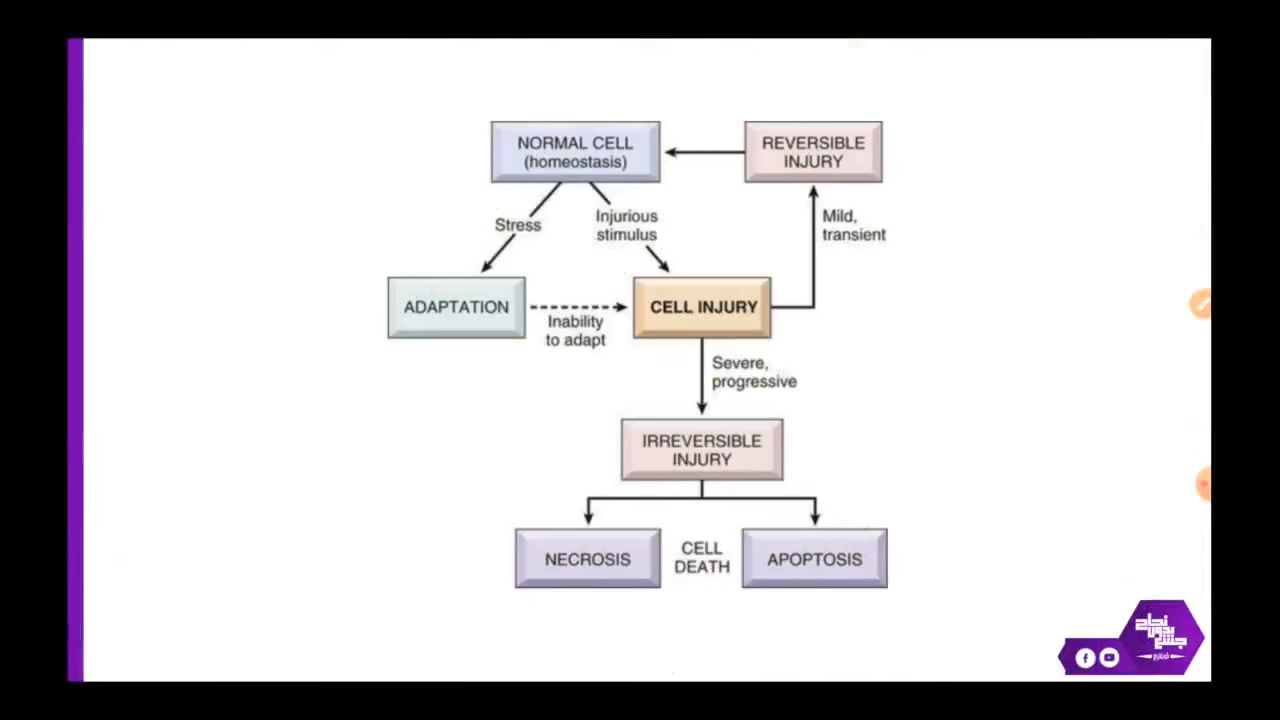 NORMAL CELL
(homeostasis)
REVERSIBLE
INJURY
Stress
Injurious
stimulus
Mild,
transient
ADAPTATION
Inability
to adapt
CELL INJURY
Severe,
progressive
IRREVERSIBLE
INJURY
NECROSIS
CELL
DEATH
APOPTOSIS